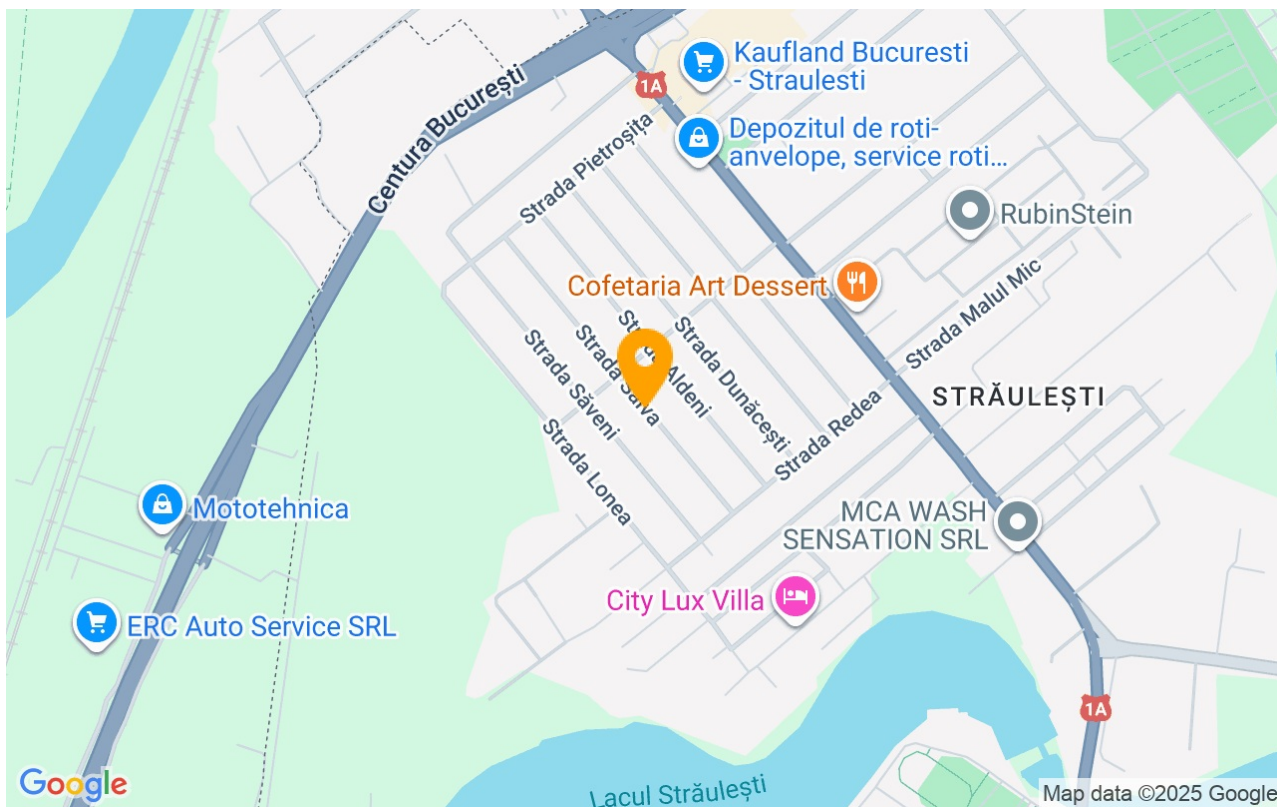 Kaufland Bucuresti
- Straulesti
1A
Centura București
Depozitul de roti-
anvelope, service roti...
Strada Pietroșița
RubinStein
Cofetaria Art Dessert
Strada Malul Mic
Strada Dunăcești
Aldeni
Strada Salva
Strada Săveni
STRĂULEȘTI
Strada Redea
Strada Lonea
Mototehnica
MCA WASH
SENSATION SRL
City Lux Villa
ERC Auto Service SRL
1A
Google
Lacul Străulești
Map data ©2025 Google